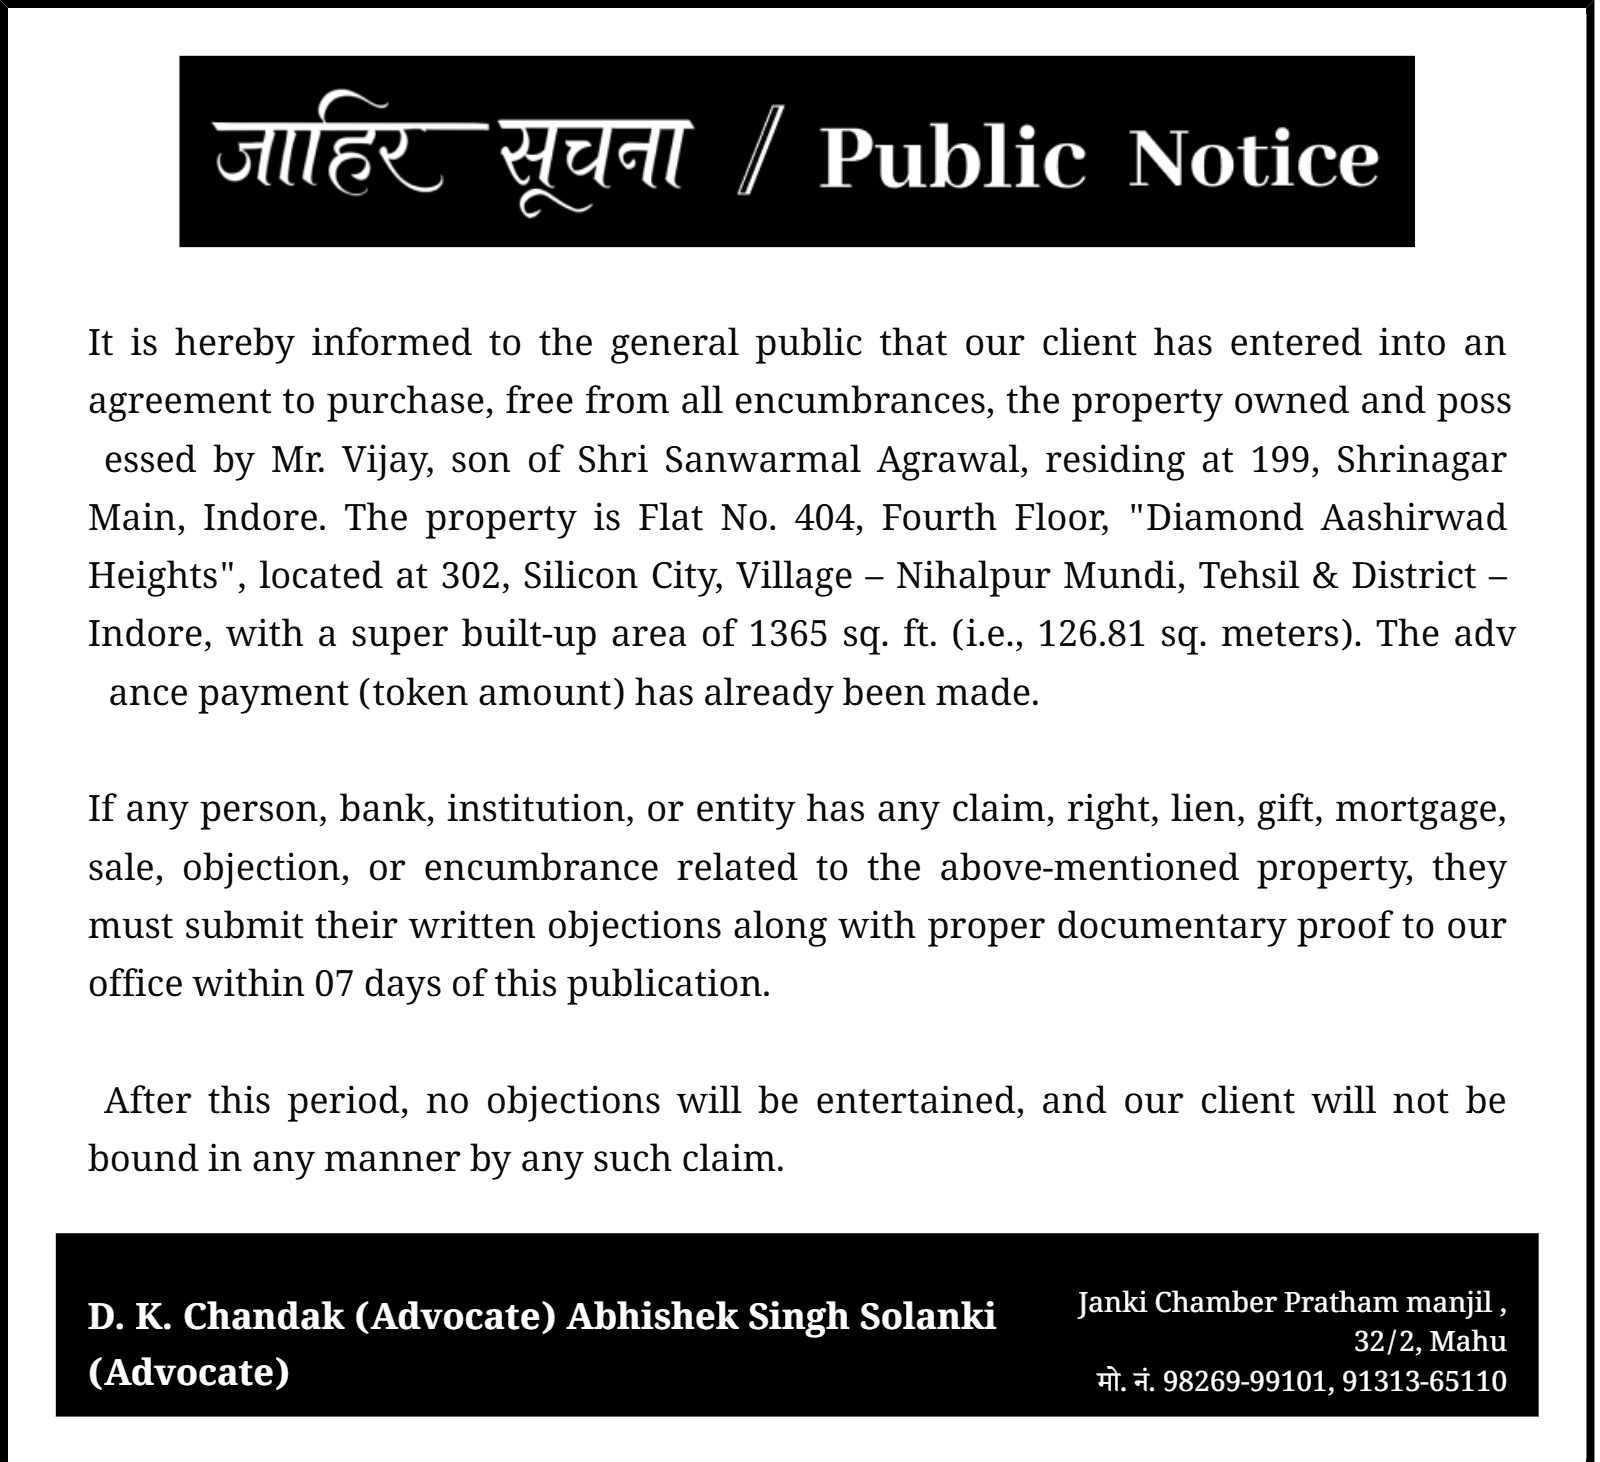 जाहिर सूचना // Public Notice
It is hereby informed to the general public that our client has entered into an
agreement to purchase, free from all encumbrances, the property owned and poss
essed by Mr. Vijay, son of Shri Sanwarmal Agrawal, residing at 199, Shrinagar
Main, Indore. The property is Flat No. 404, Fourth Floor, "Diamond Aashirwad
Heights", located at 302, Silicon City, Village – Nihalpur Mundi, Tehsil & District –
Indore, with a super built-up area of 1365 sq. ft. (i.e., 126.81 sq. meters). The adv
ance payment (token amount) has already been made.
If any person, bank, institution, or entity has any claim, right, lien, gift, mortgage,
sale, objection, or encumbrance related to the above-mentioned property, they
must submit their written objections along with proper documentary proof to our
office within 07 days of this publication.
After this period, no objections will be entertained, and our client will not be
bound in any manner by any such claim.
D. K. Chandak (Advocate) Abhishek Singh Solanki
(Advocate)
Janki Chamber Pratham manjil ,
32/2, Mahu
मो. नं. 98269-99101, 91313-65110